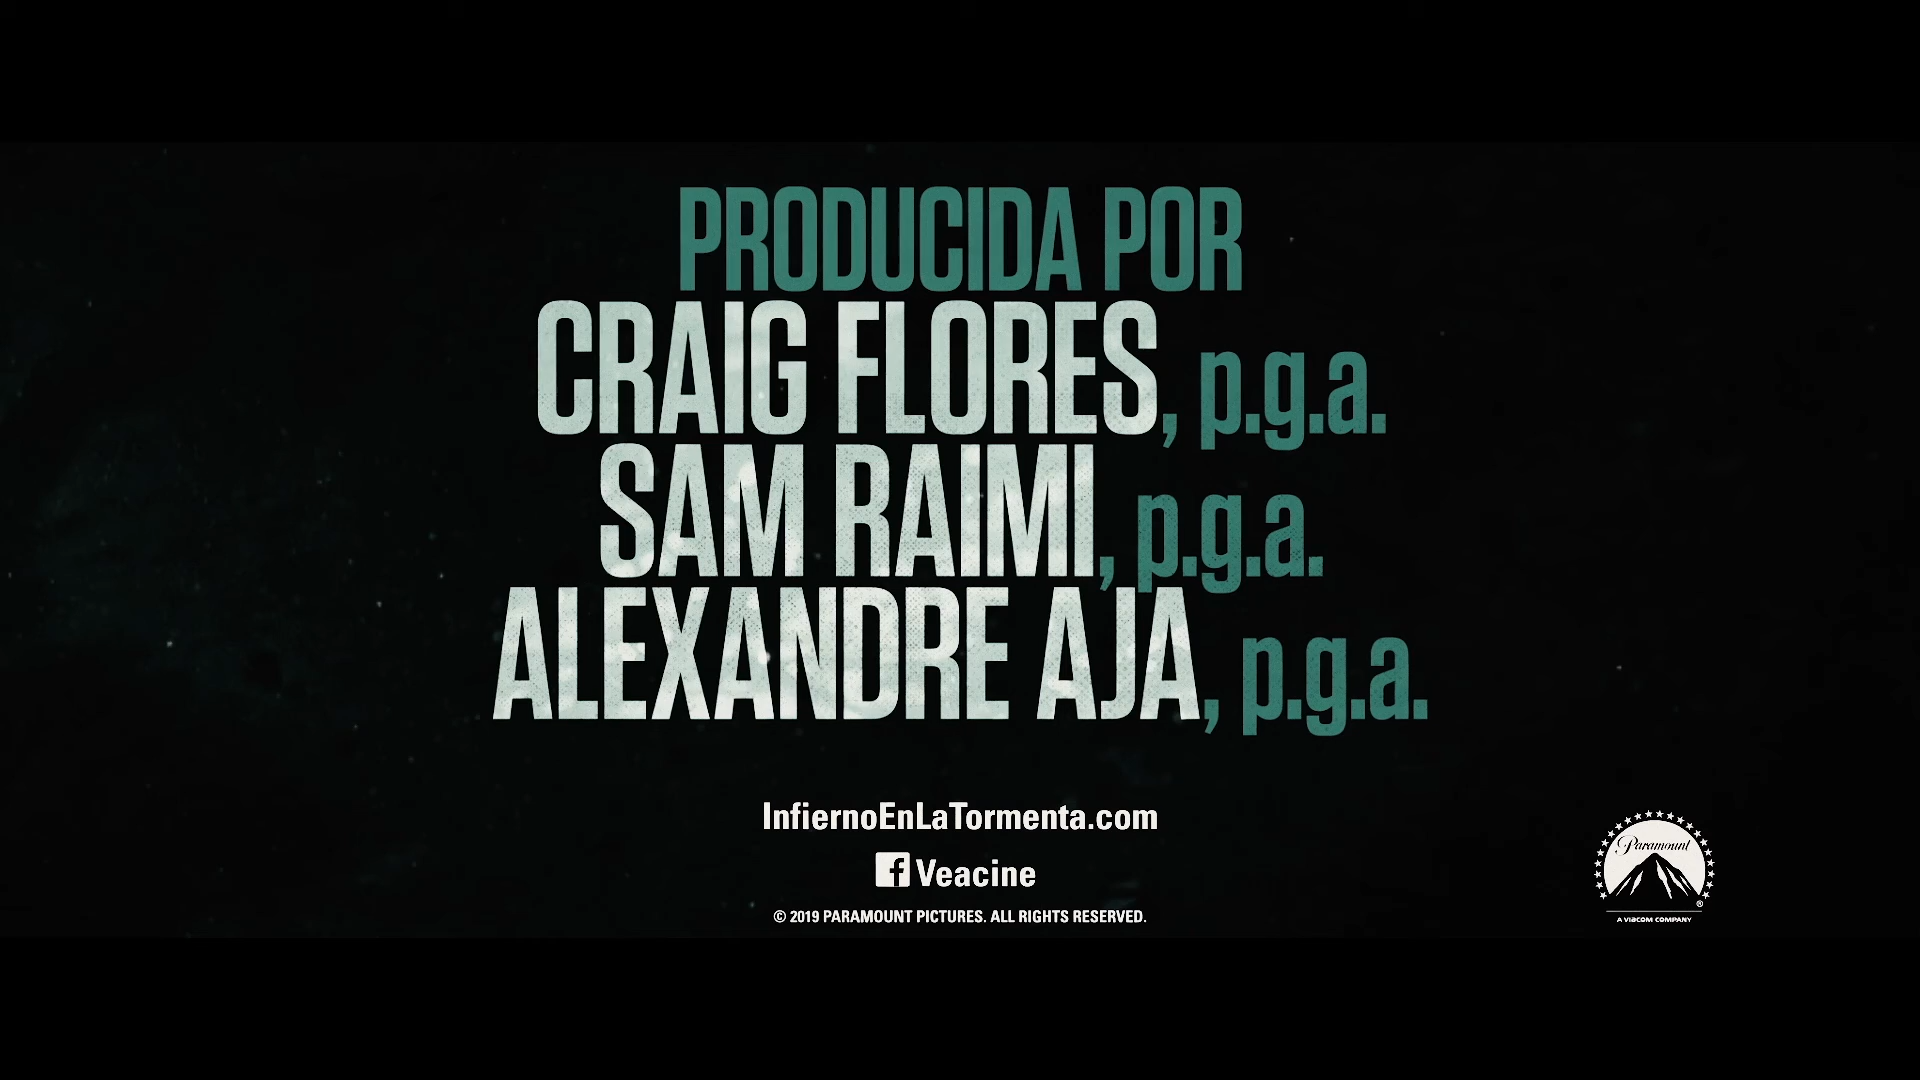 PRODUCIDA POR
CRAIG FLORES, p.g.a.
SAM RAIMI, p.g.a.
ALEXANDRE AJA, p.g.a.
InfiernoEnLaTormenta.com
f Veacine
© 2019 PARAMOUNT PICTURES. ALL RIGHTS RESERVED.
Paramount
®
A VIACOM COMPANY